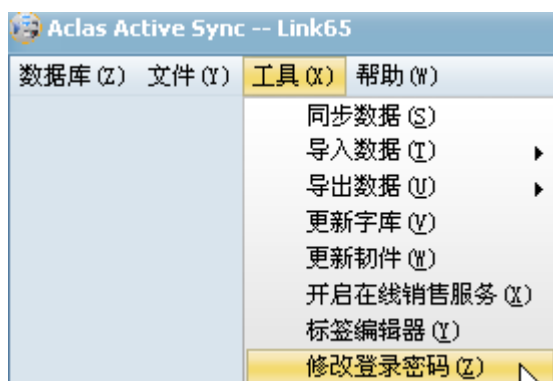 Aclas Active Sync -- Link65
数据库(Z) 文件(Y) 工具(X) 帮助(W)
同步数据(S)
导入数据(T)
导出数据(U)
更新字库(V)
更新韧件(W)
开启在线销售服务(X)
标签编辑器(Y)
修改登录密码(Z)